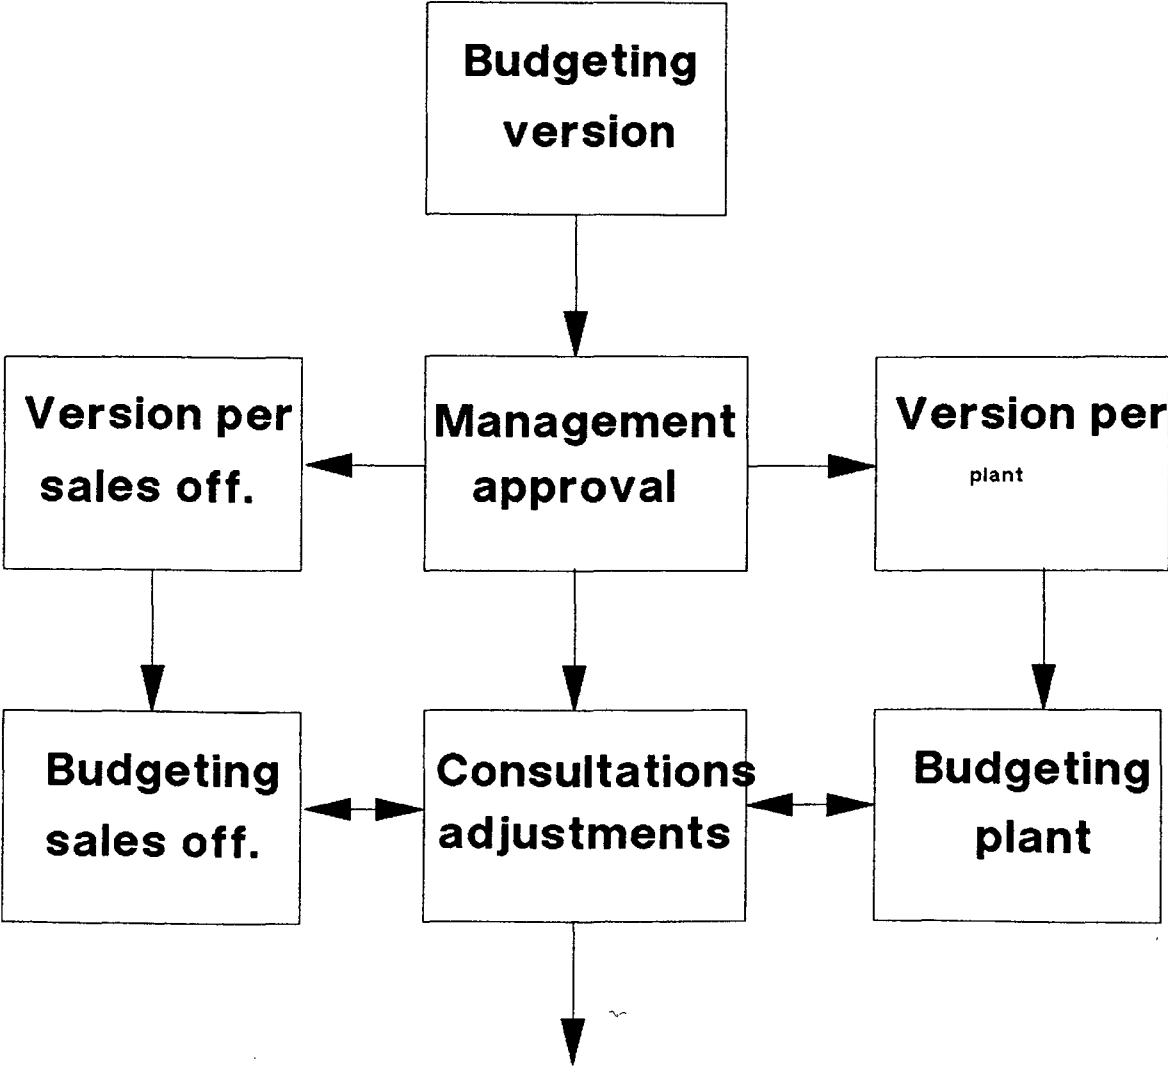 Budgeting
version
Version per
sales off.
Management
approval
Version per
plant
Budgeting
sales off.
Consultations
adjustments
Budgeting
plant